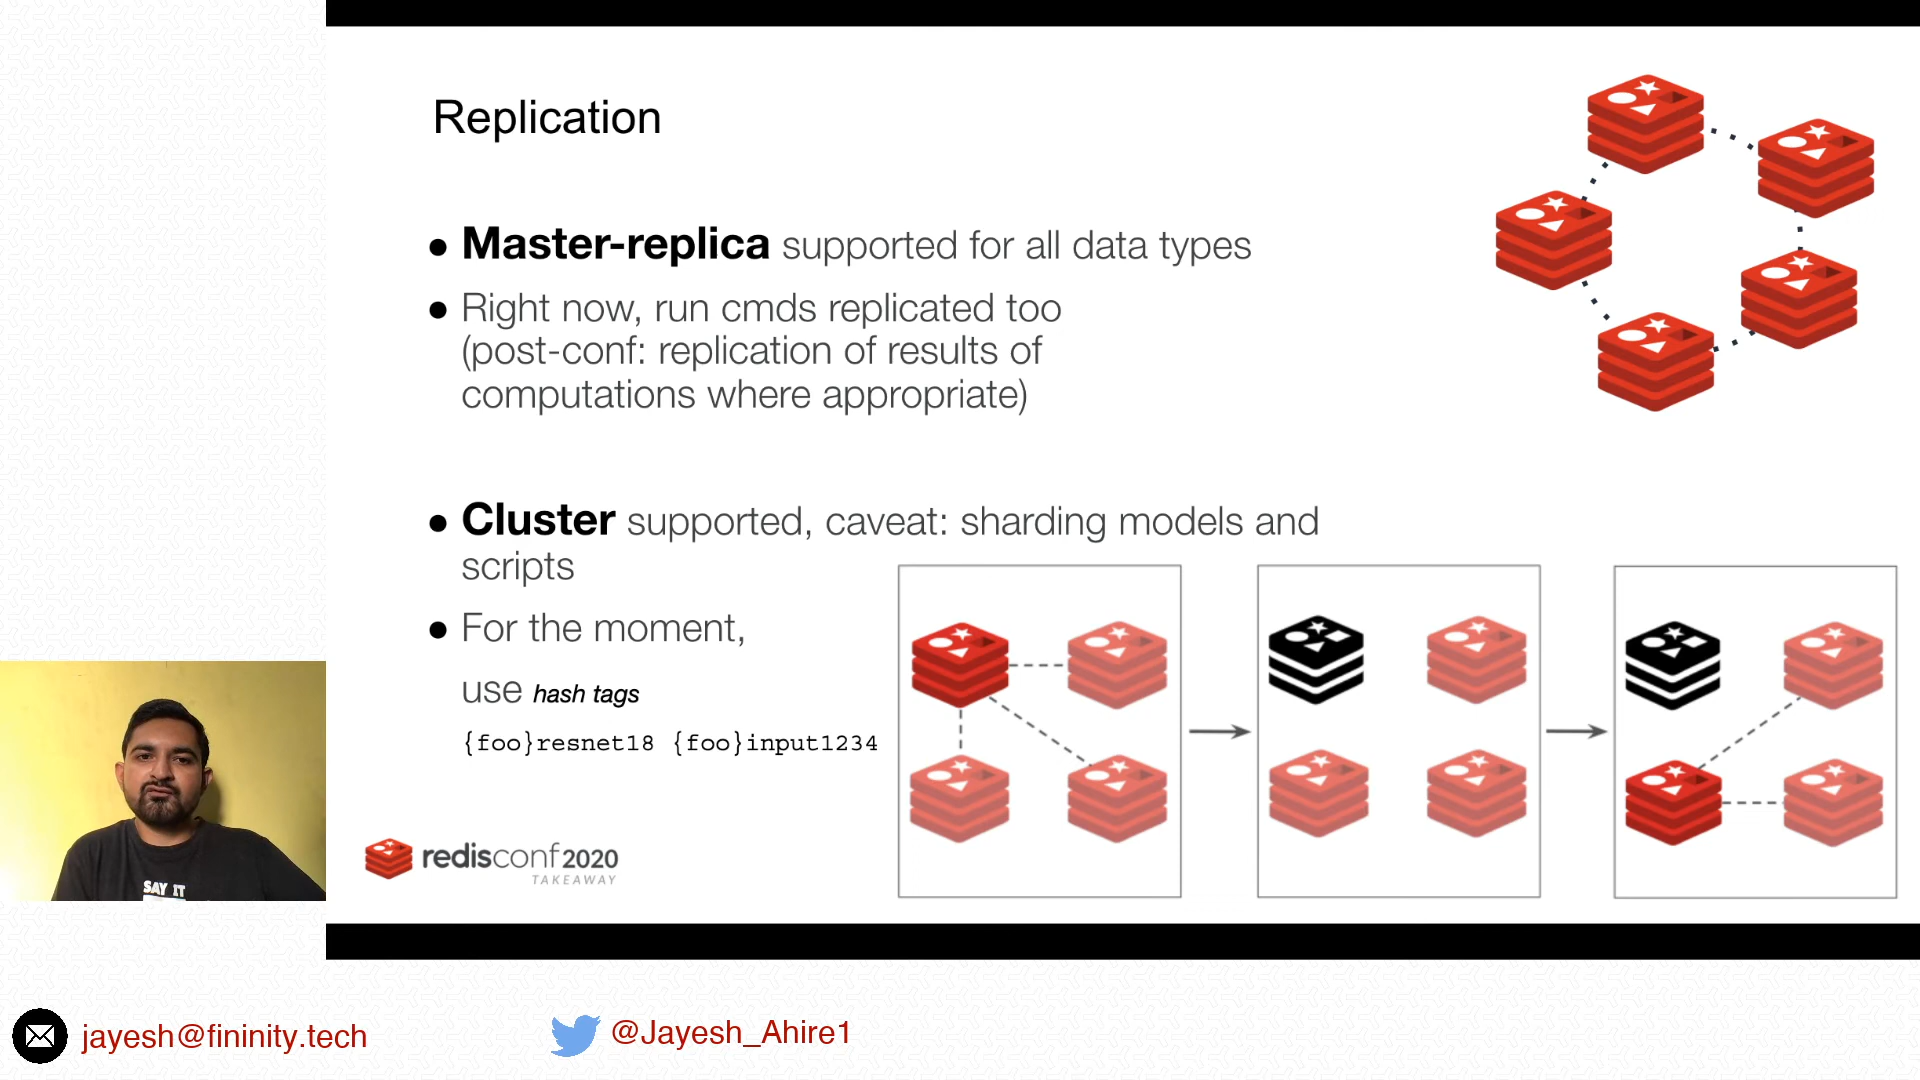 Replication
● Master-replica supported for all data types
● Right now, run cmds replicated too
(post-conf: replication of results of
computations where appropriate)
● Cluster supported, caveat: sharding models and
scripts
● For the moment,
use hash tags
{foo}resnet18 {foo}input1234
redisconf 2020
TAKEAWAY
SAY IT
jayesh@fininity.tech
@Jayesh_Ahire1